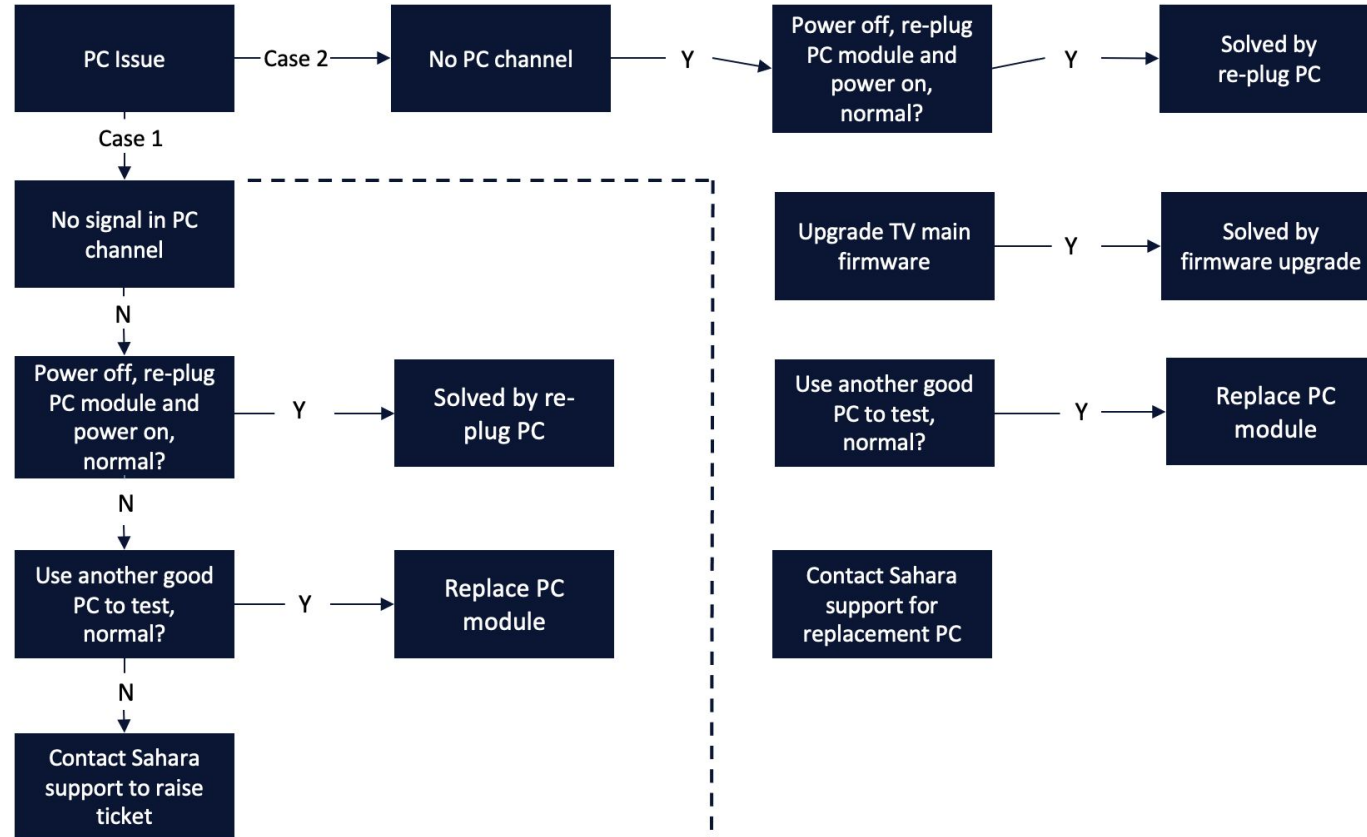 PC Issue
Case 2
No PC channel
Y
Power off, re-plug
PC module and
power on,
normal?
Y
Solved by
re-plug PC
Case 1
No signal in PC
channel
Upgrade TV main
firmware
Y
Solved by
firmware upgrade
N
Power off, re-plug
PC module and
power on,
normal?
Y
Solved by re-
plug PC
Use another good
PC to test,
normal?
Y
Replace PC
module
N
Use another good
PC to test,
normal?
Y
Replace PC
module
Contact Sahara
support for
replacement PC
N
Contact Sahara
support to raise
ticket